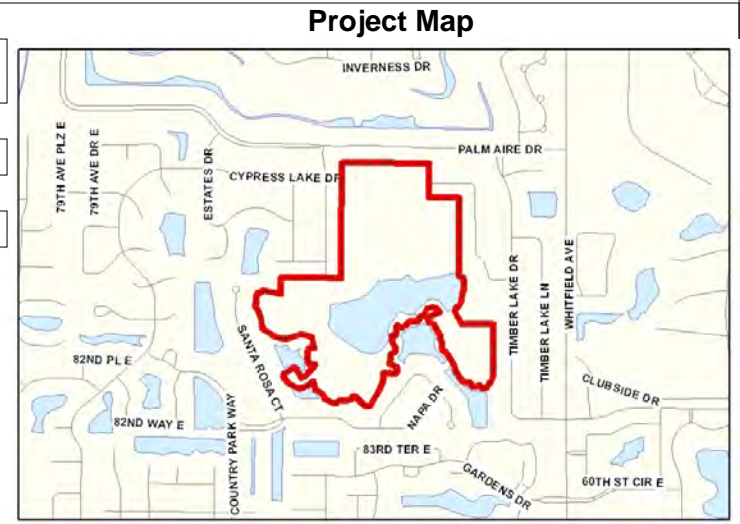 Project Map
INVERNESS DR
PALM AIRE DR
79TH AVE PLZ E
79TH AVE DR E
ESTATES DR
CYPRESS LAKE DR
TIMBER LAKE DR
TIMBER LAKE LN
WHITFIELD AVE
SANTA ROSA CT
82ND PL E
82ND WAY E
COUNTRY PARK WAY
NAPA DR
CLUBSIDE DR
83RD TER E
GARDENS DR
60TH ST CIR E